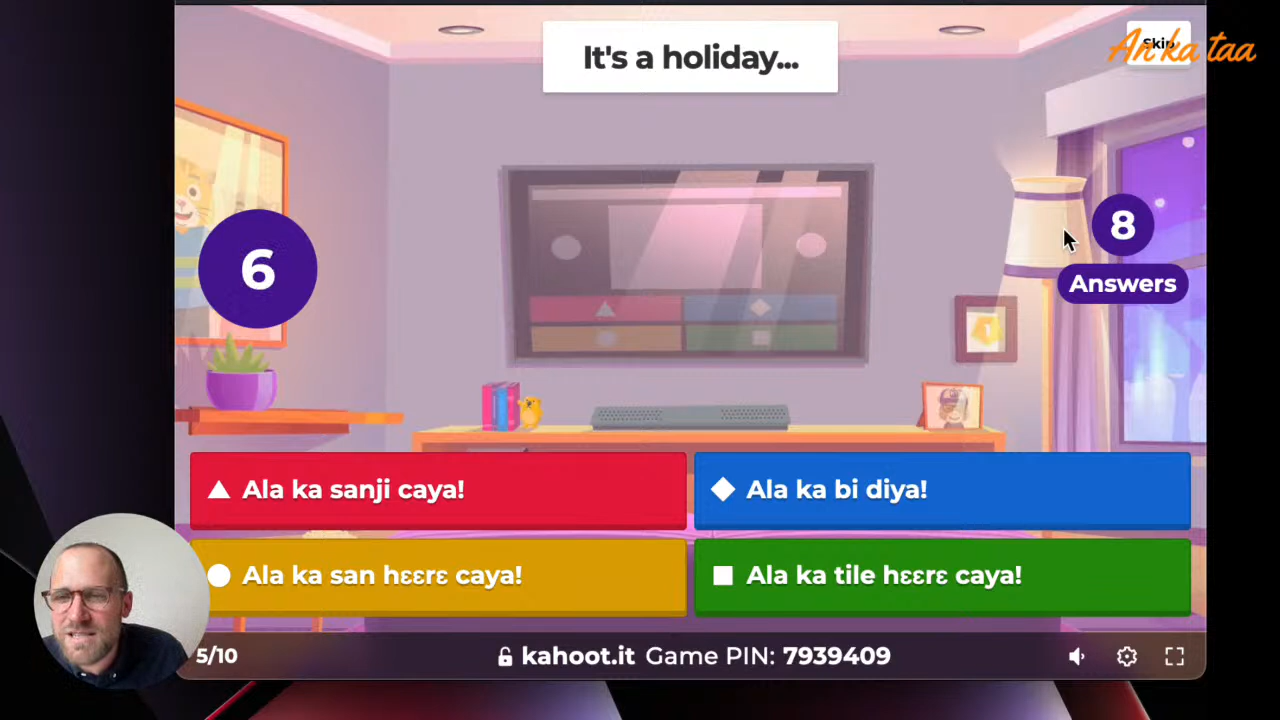 It's a holiday...
Skip
An ka taa
6
8
Answers
Ala ka sanji caya!
Ala ka bi diya!
Ala ka san hɛɛrɛ caya!
Ala ka tile hɛɛrɛ caya!
5/10
kahoot.it Game PIN: 7939409